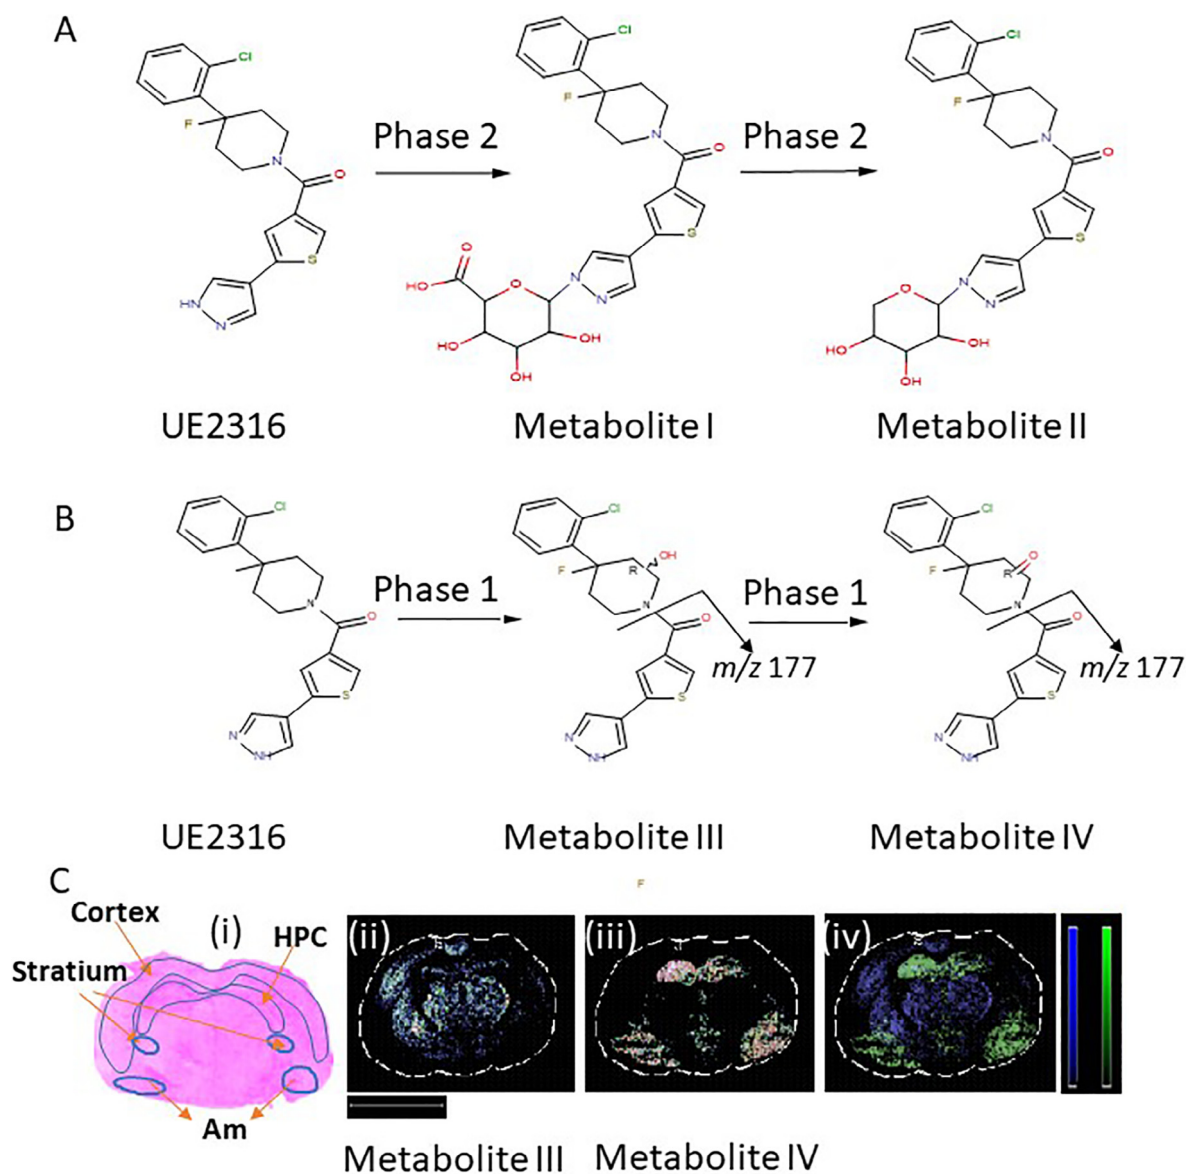 A
Cl
F
N
O
S
HN
N
Phase 2
Cl
F
N
O
S
N
N
O
HO
O
HO
OH
OH
Phase 2
Cl
F
N
O
S
N
N
O
HO
OH
OH
UE2316
Metabolite I
Metabolite II
B
Cl
N
O
S
N
NH
Phase 1
Cl
F
R
OH
N
O
S
N
NH
m/z 177
Phase 1
Cl
F
R
O
N
O
S
N
NH
m/z 177
UE2316
Metabolite III
Metabolite IV
F
C
Cortex
(i)
HPC
Stratium
Am
(ii)
(iii)
(iv)
Metabolite III
Metabolite IV